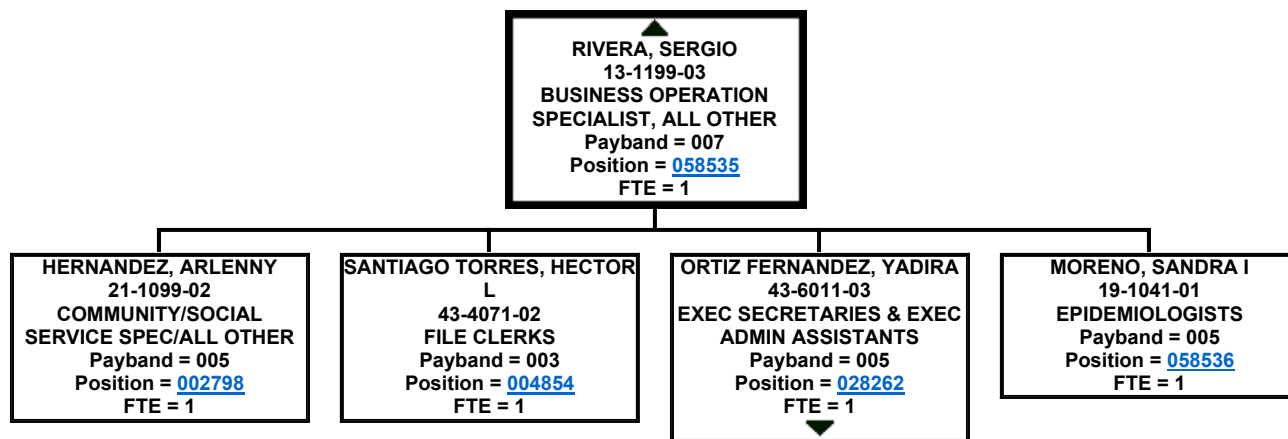 RIVERA, SERGIO
13-1199-03
BUSINESS OPERATION
SPECIALIST, ALL OTHER
Payband = 007
Position = 058535
FTE = 1
HERNANDEZ, ARLENNY
21-1099-02
COMMUNITY/SOCIAL
SERVICE SPEC/ALL OTHER
Payband = 005
Position = 002798
FTE = 1
SANTIAGO TORRES, HECTOR
L
43-4071-02
FILE CLERKS
Payband = 003
Position = 004854
FTE = 1
ORTIZ FERNANDEZ, YADIRA
43-6011-03
EXEC SECRETARIES & EXEC
ADMIN ASSISTANTS
Payband = 005
Position = 028262
FTE = 1
MORENO, SANDRA I
19-1041-01
EPIDEMIOLOGISTS
Payband = 005
Position = 058536
FTE = 1